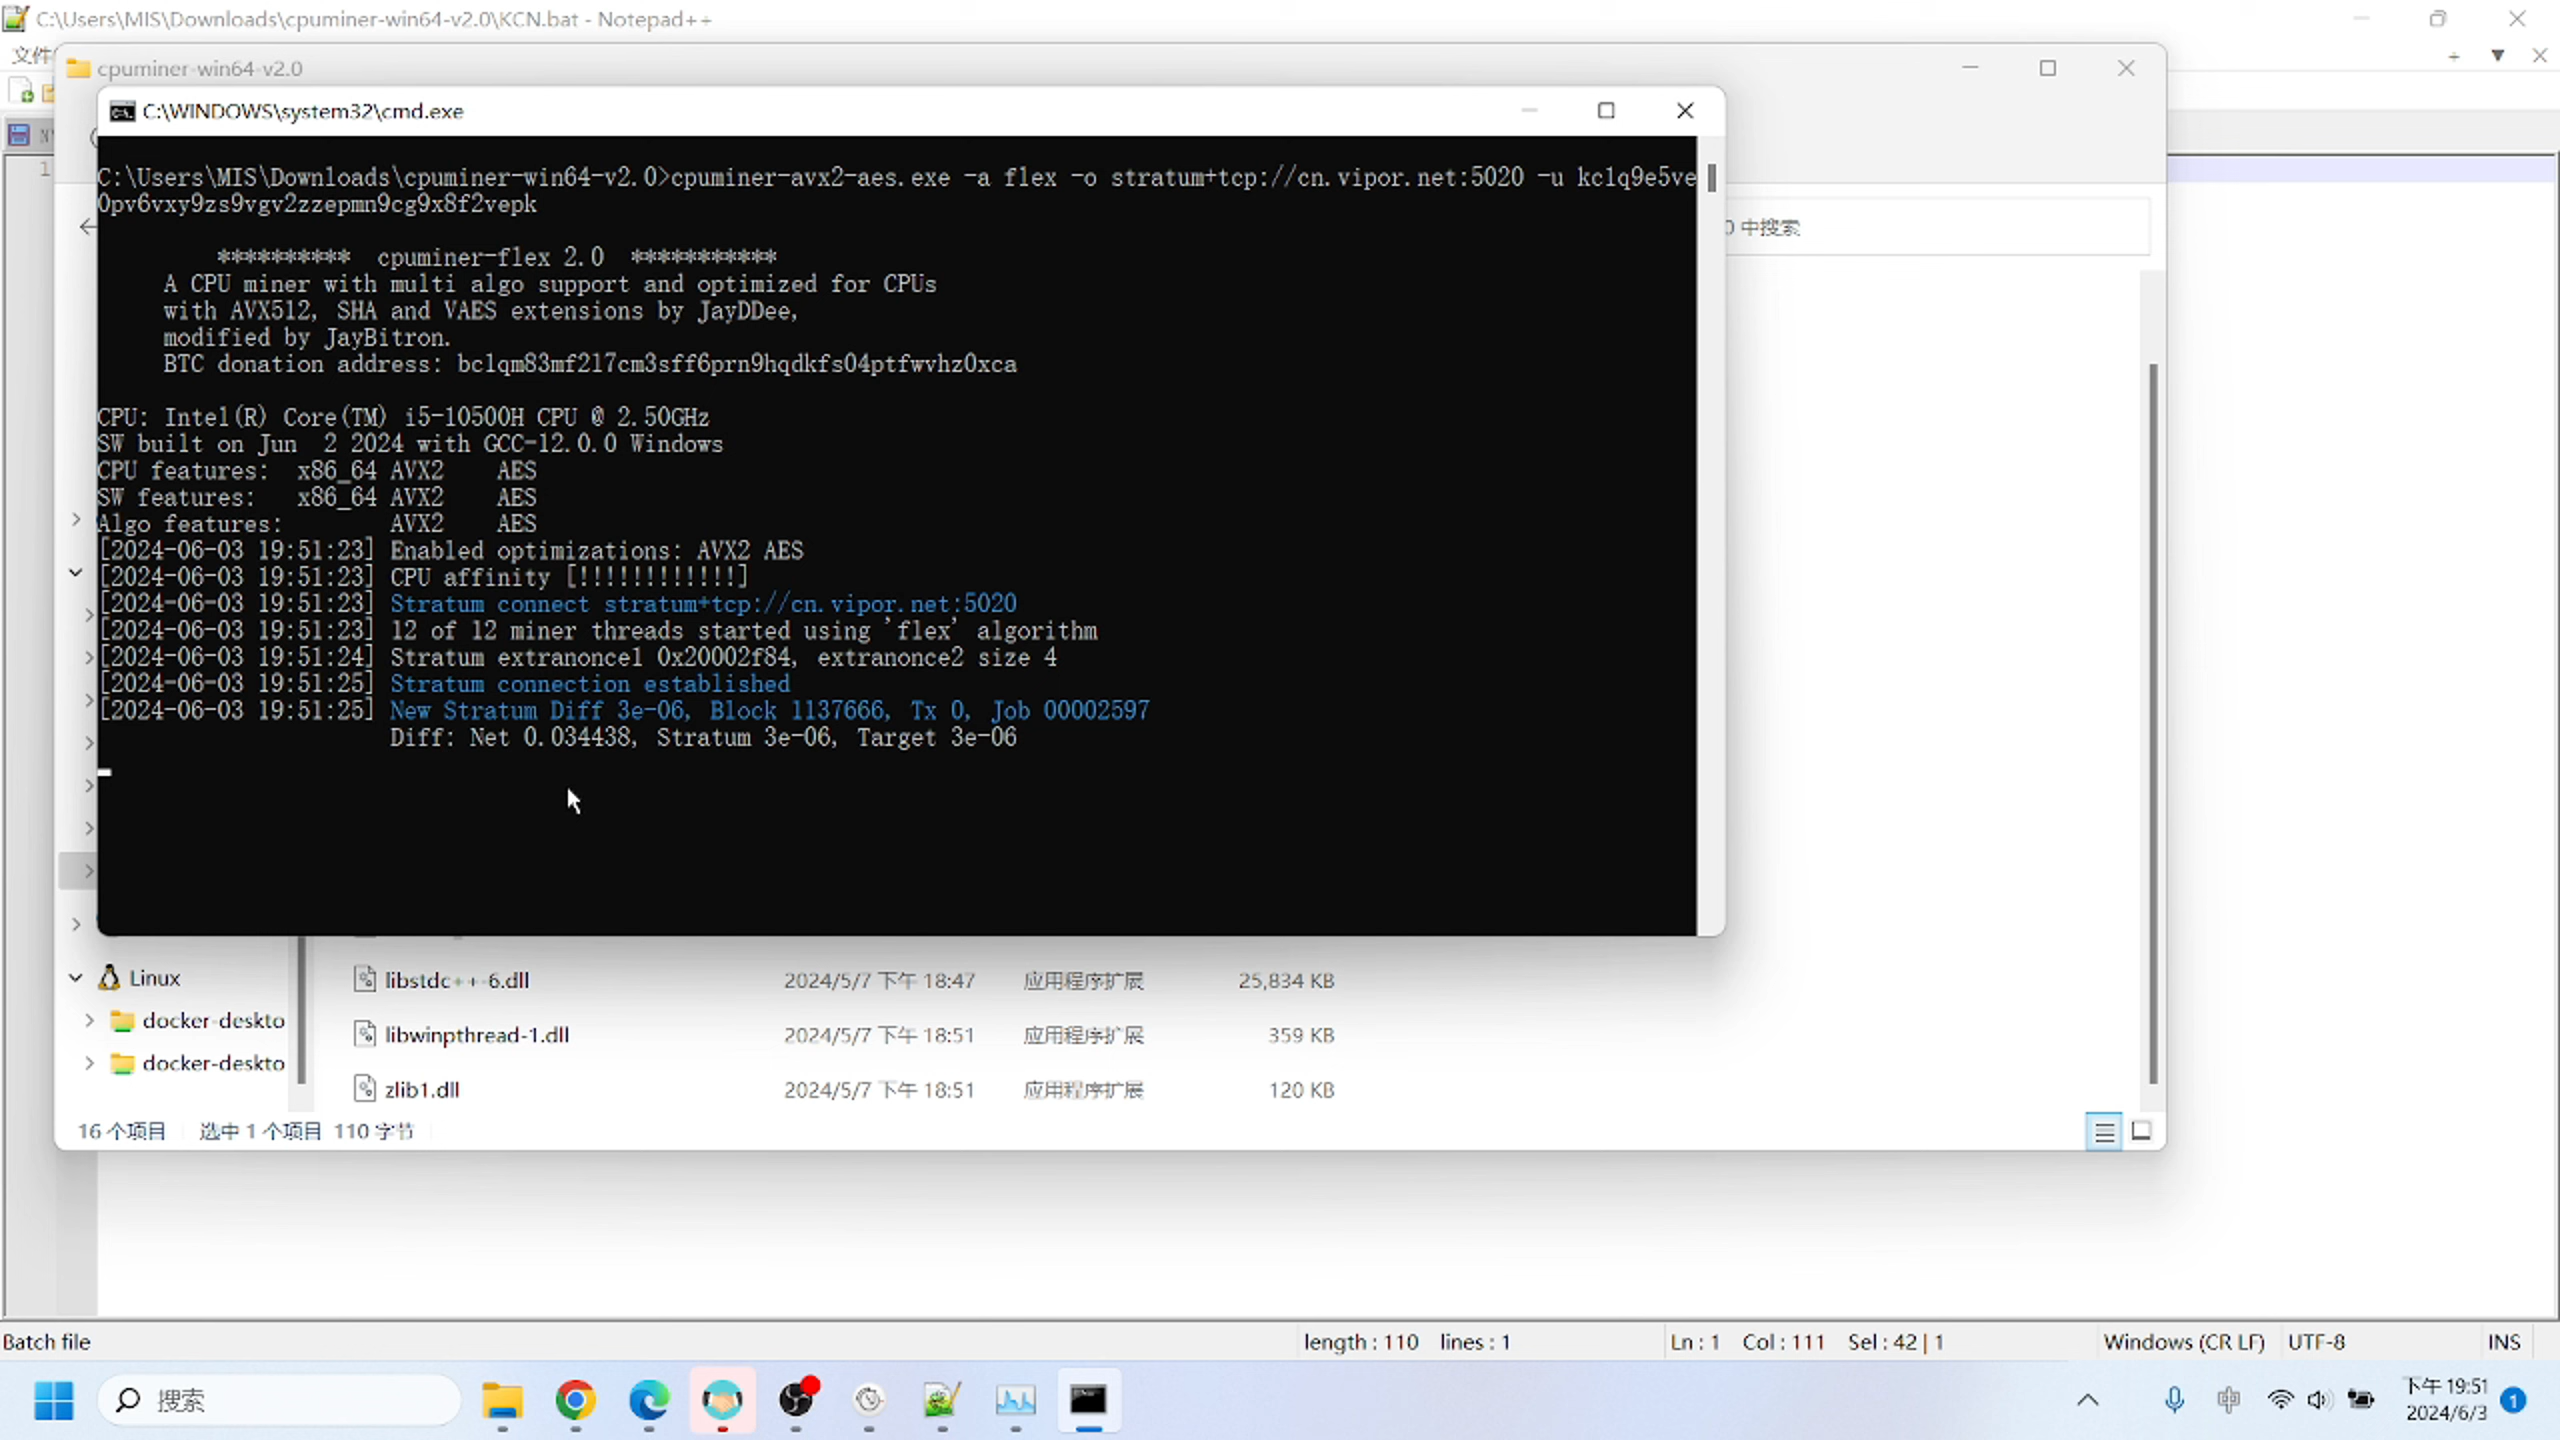 C:\Users\MIS\Downloads\cpuminer-win64-v2.0\KCN.bat - Notepad++
文件
cpuminer-win64-v2.0
C:\WINDOWS\system32\cmd.exe
1
C:\Users\MIS\Downloads\cpuminer-win64-v2.0>cpuminer-avx2-aes.exe -a flex -o stratum+tcp://cn.vipor.net:5020 -u kc1q9e5ve
0pv6vxy9zs9vgv2zzepmn9cg9x8f2vepk
中搜索
********** cpuminer-flex 2.0 ***********
A CPU miner with multi algo support and optimized for CPUs
with AVX512, SHA and VAES extensions by JayDDee,
modified by JayBitron.
BTC donation address: bc1qm83mf2l7cm3sff6prn9hqdkfs04ptfwvhz0xca
CPU: Intel(R) Core(TM) i5-10500H CPU @ 2.50GHz
SW built on Jun  2 2024 with GCC-12.0.0 Windows
CPU features:  x86_64 AVX2    AES
SW features:   x86_64 AVX2    AES
Algo features:        AVX2    AES
[2024-06-03 19:51:23] Enabled optimizations: AVX2 AES
[2024-06-03 19:51:23] CPU affinity [!!!!!!!!!!!!]
[2024-06-03 19:51:23] Stratum connect stratum+tcp://cn.vipor.net:5020
[2024-06-03 19:51:23] 12 of 12 miner threads started using 'flex' algorithm
[2024-06-03 19:51:24] Stratum extranonce1 0x20002f84, extranonce2 size 4
[2024-06-03 19:51:25] Stratum connection established
[2024-06-03 19:51:25] New Stratum Diff 3e-06, Block 1137666, Tx 0, Job 00002597
Diff: Net 0.034438, Stratum 3e-06, Target 3e-06
Linux
docker-deskto
docker-deskto
libstdc++-6.dll 2024/5/7 下午 18:47 应用程序扩展 25,834 KB
libwinpthread-1.dll 2024/5/7 下午 18:51 应用程序扩展 359 KB
zlib1.dll 2024/5/7 下午 18:51 应用程序扩展 120 KB
16 个项目 选中 1 个项目 110 字节
Batch file length : 110 lines : 1 Ln : 1 Col : 111 Sel : 42 | 1 Windows (CR LF) UTF-8 INS
搜索
中
下午 19:51
2024/6/3
1